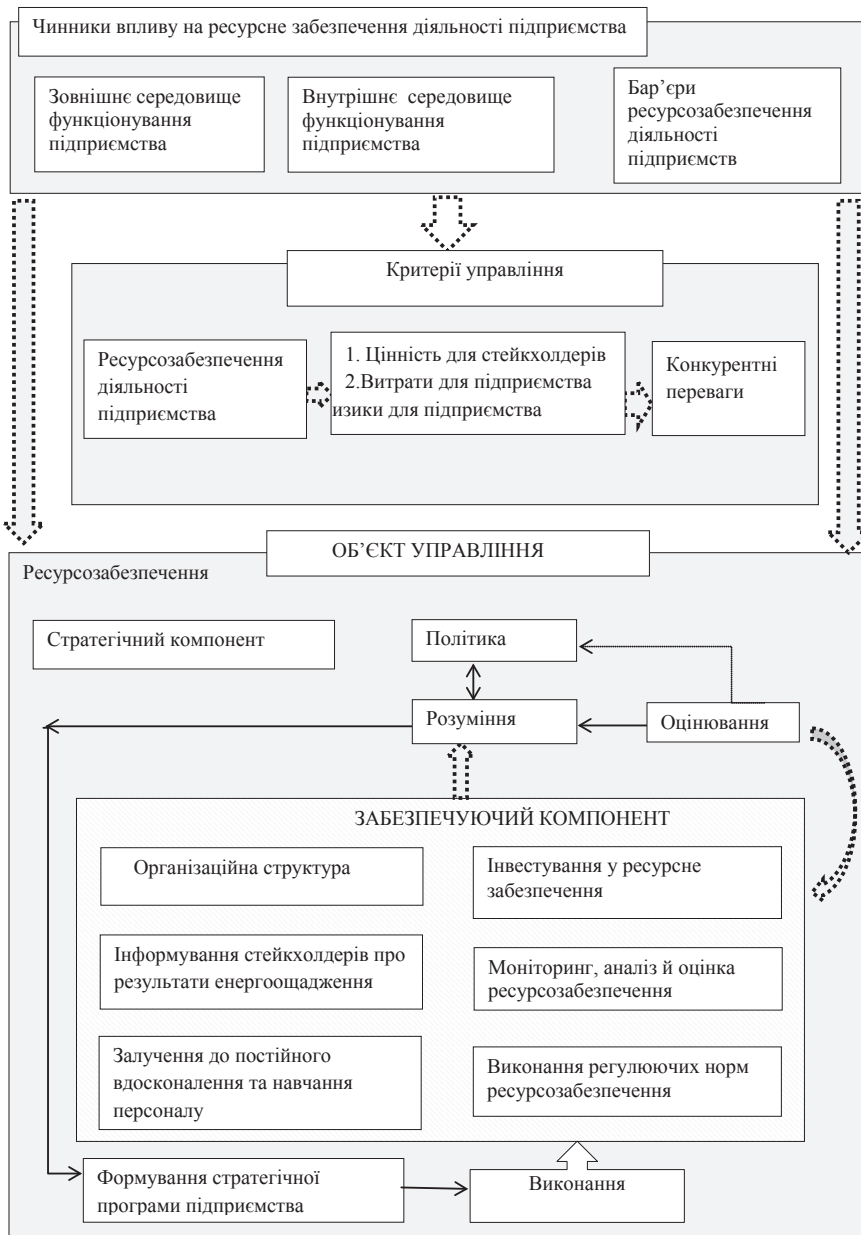 Чинники впливу на ресурсне забезпечення діяльності підприємства
Зовнішнє середовище
функціонування
підприємства
Внутрішнє середовище
функціонування
підприємства
Бар’єри
ресурсозабезпечення
діяльності
підприємств
Критерії управління
Ресурсозабезпечення
діяльності
підприємства
1. Цінність для стейкхолдерів
2.Витрати для підприємства
изики для підприємства
Конкурентні
переваги
ОБ’ЄКТ УПРАВЛІННЯ
Ресурсозабезпечення
Стратегічний компонент
Політика
Розуміння
Оцінювання
ЗАБЕЗПЕЧУЮЧИЙ КОМПОНЕНТ
Організаційна структура
Інвестування у ресурсне
забезпечення
Інформування стейкхолдерів про
результати енергоощадження
Моніторинг, аналіз й оцінка
ресурсозабезпечення
Залучення до постійного
вдосконалення та навчання
персоналу
Виконання регулюючих норм
ресурсозабезпечення
Формування стратегічної
програми підприємства
Виконання